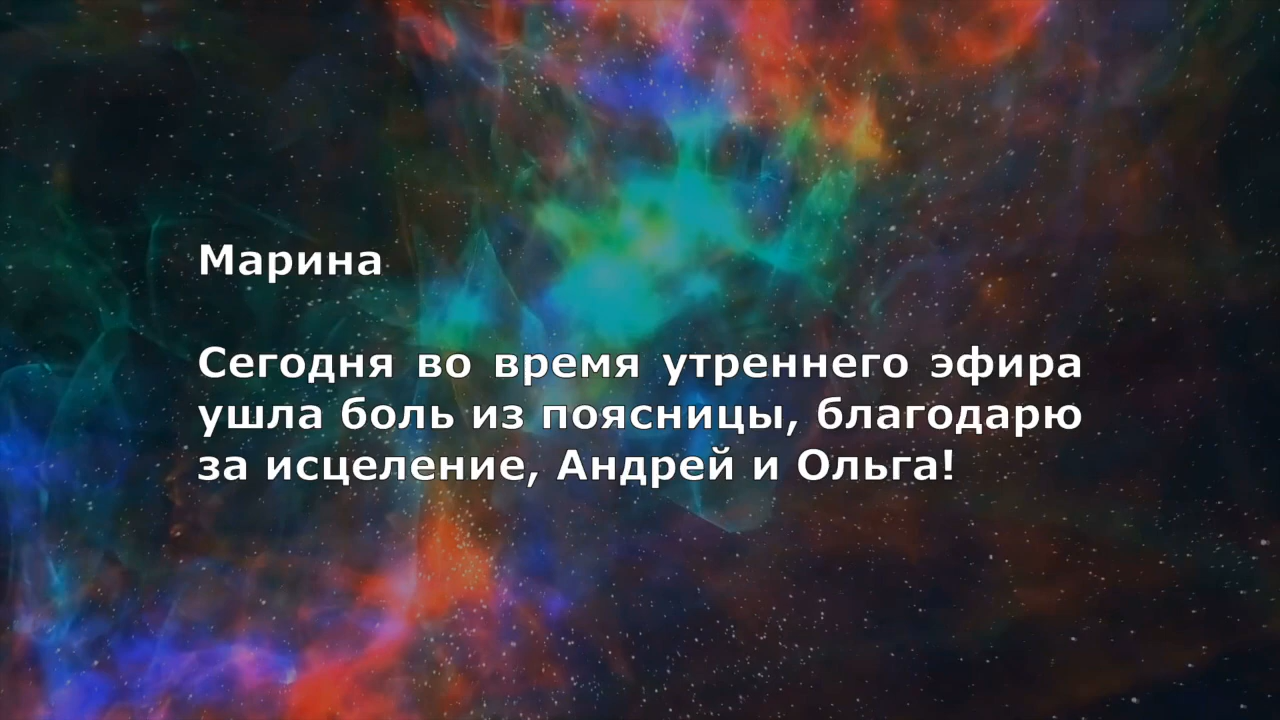 Марина
Сегодня во время утреннего эфира
ушла боль из поясницы, благодарю
за исцеление, Андрей и Ольга!